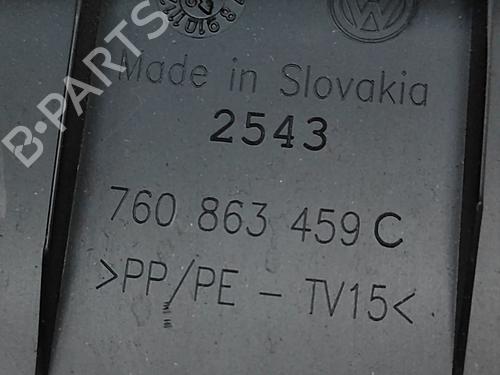 Made in Slovakia
2543
760 863 459 C
>PP/PE - TV15<
B-PARTS